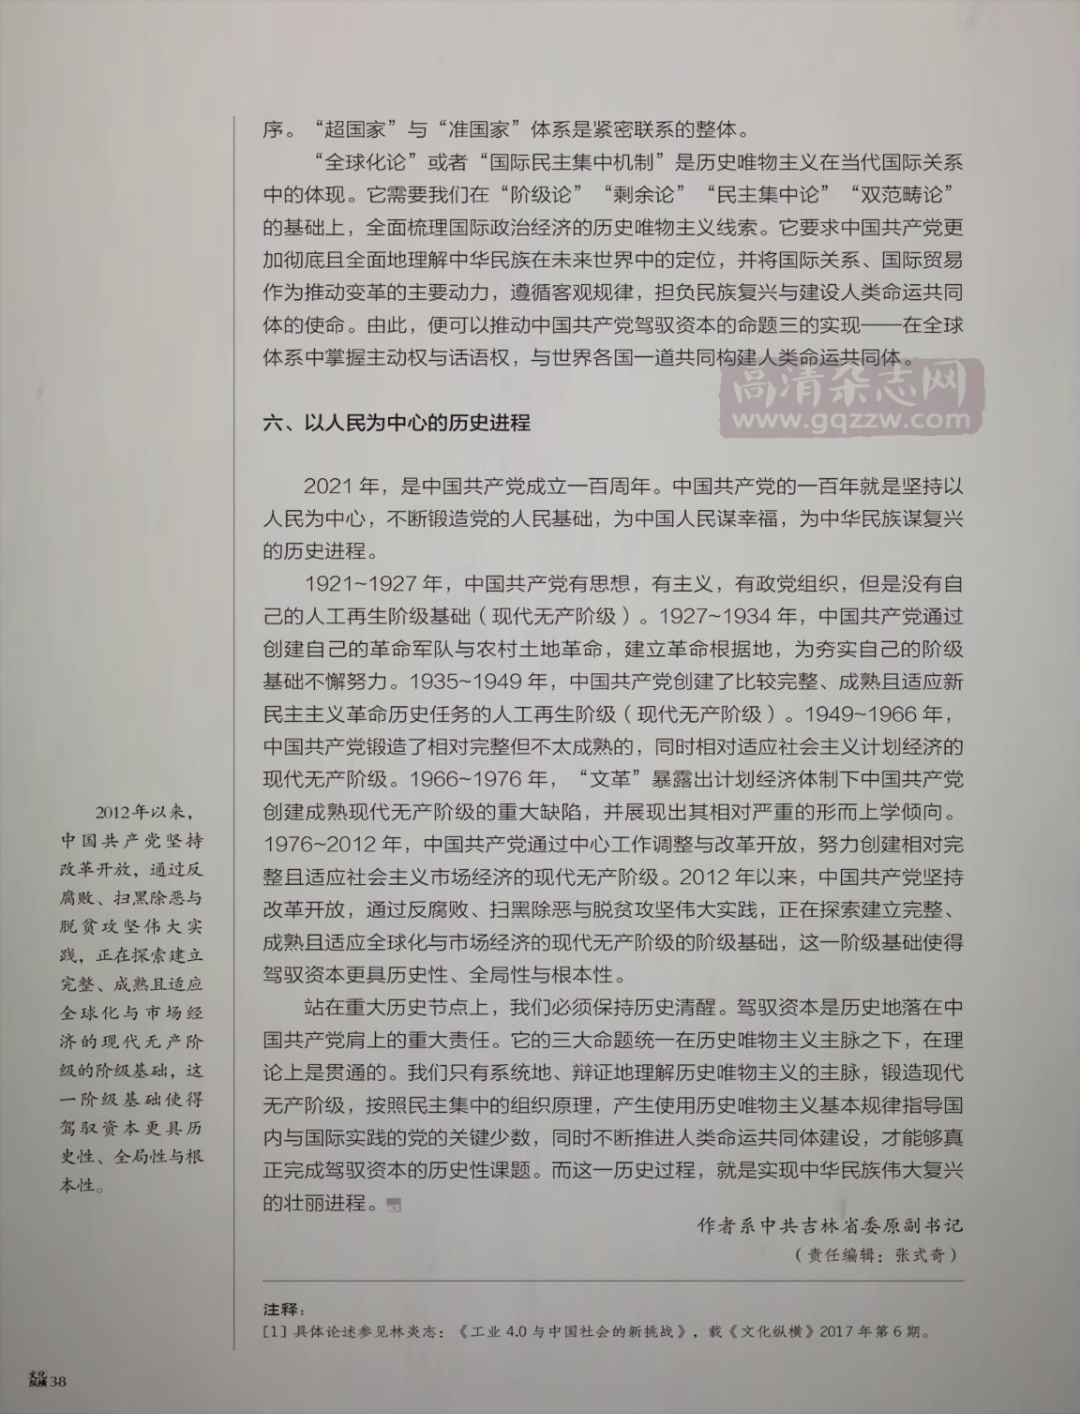 序。“超国家”与“准国家”体系是紧密联系的整体。
“全球化论”或者“国际民主集中机制”是历史唯物主义在当代国际关系
中的体现。它需要我们在“阶级论”“剩余论”“民主集中论”“双范畴论”
的基础上，全面梳理国际政治经济的历史唯物主义线索。它要求中国共产党更
加彻底且全面地理解中华民族在未来世界中的定位，并将国际关系、国际贸易
作为推动变革的主要动力，遵循客观规律，担负民族复兴与建设人类命运共同
体的使命。由此，便可以推动中国共产党驾驭资本的命题三的实现——在全球
体系中掌握主动权与话语权，与世界各国一道共同构建人类命运共同体。
高清杂志网
www.gqzzw.com
六、以人民为中心的历史进程
2021 年，是中国共产党成立一百周年。中国共产党的一百年就是坚持以
人民为中心，不断锻造党的人民基础，为中国人民谋幸福，为中华民族谋复兴
的历史进程。
1921~1927 年，中国共产党有思想，有主义，有政党组织，但是没有自
己的人工再生阶级基础（现代无产阶级）。1927~1934 年，中国共产党通过
创建自己的革命军队与农村土地革命，建立革命根据地，为夯实自己的阶级
基础不懈努力。1935~1949 年，中国共产党创建了比较完整、成熟且适应新
民主主义革命历史任务的人工再生阶级（现代无产阶级）。1949~1966 年，
中国共产党锻造了相对完整但不太成熟的，同时相对适应社会主义计划经济的
现代无产阶级。1966~1976 年，“文革”暴露出计划经济体制下中国共产党
创建成熟现代无产阶级的重大缺陷，并展现出其相对严重的形而上学倾向。
1976~2012 年，中国共产党通过中心工作调整与改革开放，努力创建相对完
整且适应社会主义市场经济的现代无产阶级。2012 年以来，中国共产党坚持
改革开放，通过反腐败、扫黑除恶与脱贫攻坚伟大实践，正在探索建立完整、
成熟且适应全球化与市场经济的现代无产阶级的阶级基础，这一阶级基础使得
驾驭资本更具历史性、全局性与根本性。
站在重大历史节点上，我们必须保持历史清醒。驾驭资本是历史地落在中
国共产党肩上的重大责任。它的三大命题统一在历史唯物主义主脉之下，在理
论上是贯通的。我们只有系统地、辩证地理解历史唯物主义的主脉，锻造现代
无产阶级，按照民主集中的组织原理，产生使用历史唯物主义基本规律指导国
内与国际实践的党的关键少数，同时不断推进人类命运共同体建设，才能够真
正完成驾驭资本的历史性课题。而这一历史过程，就是实现中华民族伟大复兴
的壮丽进程。
作者系中共吉林省委原副书记
（责任编辑：张式奇）
2012年以来，
中国共产党坚持
改革开放，通过反
腐败、扫黑除恶与
脱贫攻坚伟大实
践，正在探索建立
完整、成熟且适应
全球化与市场经
济的现代无产阶
级的阶级基础，这
一阶级基础使得
驾驭资本更具历
史性、全局性与根
本性。
注释：
[1] 具体论述参见林炎志：《工业 4.0 与中国社会的新挑战》，载《文化纵横》2017 年第 6 期。
文化
纵横 38